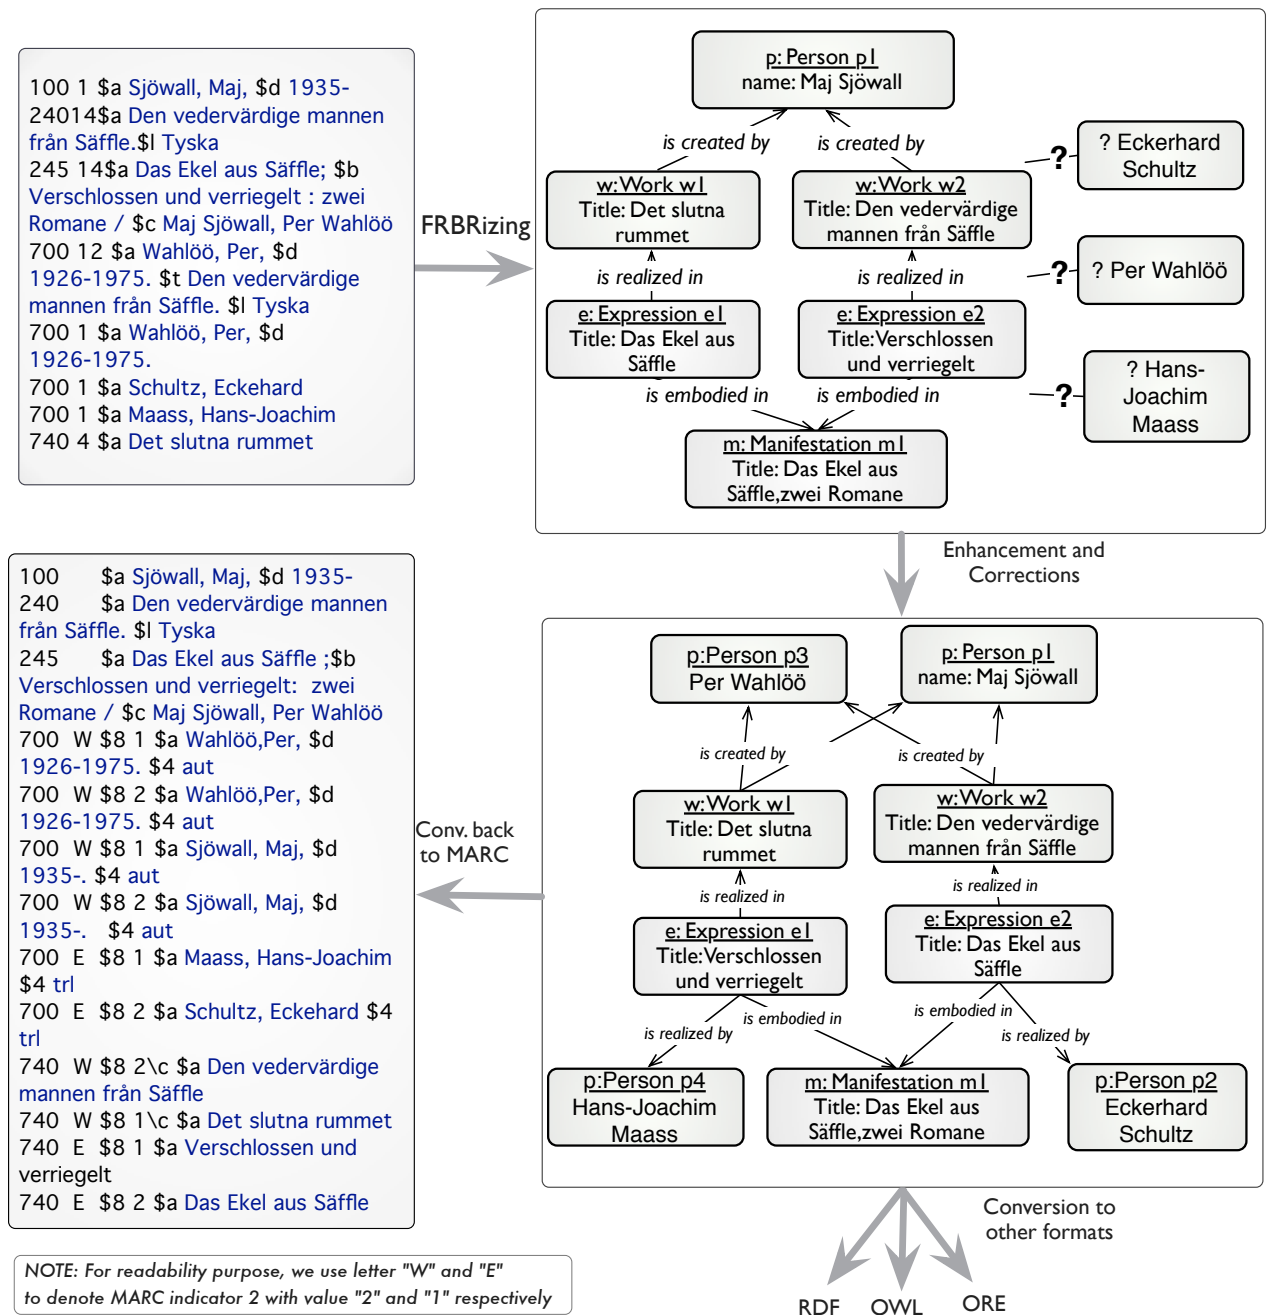 100 1 $a Sjöwall, Maj, $d 1935-
24014$a Den vedervärdige mannen
från Säffle.$l Tyska
245 14$a Das Ekel aus Säffle; $b
Verschlossen und verriegelt : zwei
Romane / $c Maj Sjöwall, Per Wahlöö
700 12 $a Wahlöö, Per, $d
1926-1975. $t Den vedervärdige
mannen från Säffle. $l Tyska
700 1 $a Wahlöö, Per, $d
1926-1975.
700 1 $a Schultz, Eckehard
700 1 $a Maass, Hans-Joachim
740 4 $a Det slutna rummet
FRBRizing
p: Person p1
name: Maj Sjöwall
is created by
is created by
w:Work w1
Title: Det slutna
rummet
w:Work w2
Title: Den vedervärdige
mannen från Säffle
is realized in
is realized in
e: Expression e1
Title: Das Ekel aus
Säffle
e: Expression e2
Title:Verschlossen
und verriegelt
is embodied in
is embodied in
m: Manifestation m1
Title: Das Ekel aus
Säffle,zwei Romane
?
? Eckerhard
Schultz
?
? Per Wahlöö
?
? Hans-
Joachim
Maass
Enhancement and
Corrections
p:Person p3
Per Wahlöö
p: Person p1
name: Maj Sjöwall
is created by
is created by
w:Work w1
Title: Det slutna
rummet
w:Work w2
Title: Den vedervärdige
mannen från Säffle
is realized in
is realized in
e: Expression e1
Title:Verschlossen
und verriegelt
e: Expression e2
Title: Das Ekel aus
Säffle
is realized by
is embodied in
is embodied in
is realized by
p:Person p4
Hans-Joachim
Maass
m: Manifestation m1
Title: Das Ekel aus
Säffle,zwei Romane
p:Person p2
Eckerhard
Schultz
Conv. back
to MARC
100 $a Sjöwall, Maj, $d 1935-
240 $a Den vedervärdige mannen
från Säffle. $l Tyska
245 $a Das Ekel aus Säffle ;$b
Verschlossen und verriegelt: zwei
Romane / $c Maj Sjöwall, Per Wahlöö
700 W $8 1 $a Wahlöö,Per, $d
1926-1975. $4 aut
700 W $8 2 $a Wahlöö,Per, $d
1926-1975. $4 aut
700 W $8 1 $a Sjöwall, Maj, $d
1935-. $4 aut
700 W $8 2 $a Sjöwall, Maj, $d
1935-. $4 aut
700 E $8 1 $a Maass, Hans-Joachim
$4 trl
700 E $8 2 $a Schultz, Eckehard $4
trl
740 W $8 2\c $a Den vedervärdige
mannen från Säffle
740 W $8 1\c $a Det slutna rummet
740 E $8 1 $a Verschlossen und
verriegelt
740 E $8 2 $a Das Ekel aus Säffle
Conversion to
other formats
RDF OWL ORE
NOTE: For readability purpose, we use letter "W" and "E"
to denote MARC indicator 2 with value "2" and "1" respectively